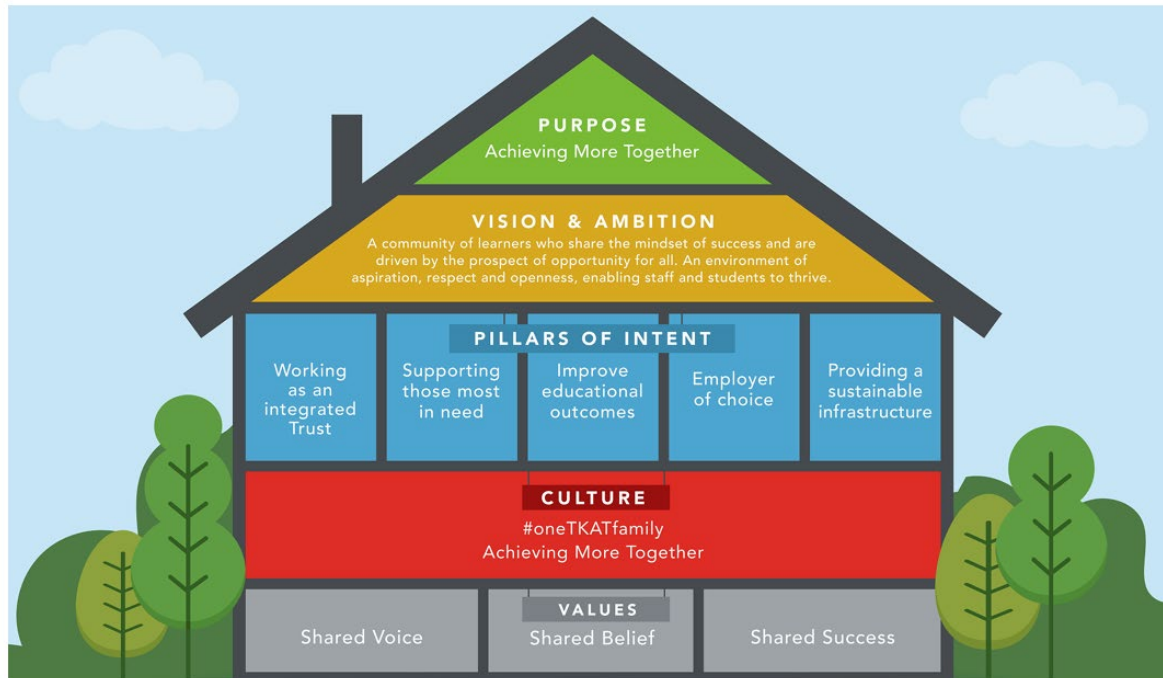 PURPOSE
Achieving More Together
VISION & AMBITION
A community of learners who share the mindset of success and are
driven by the prospect of opportunity for all. An environment of
aspiration, respect and openness, enabling staff and students to thrive.
PILLARS OF INTENT
Working
as an
integrated
Trust
Supporting
those most
in need
Improve
educational
outcomes
Employer
of choice
Providing a
sustainable
infrastructure
CULTURE
#oneTKATfamily
Achieving More Together
VALUES
Shared Voice
Shared Belief
Shared Success